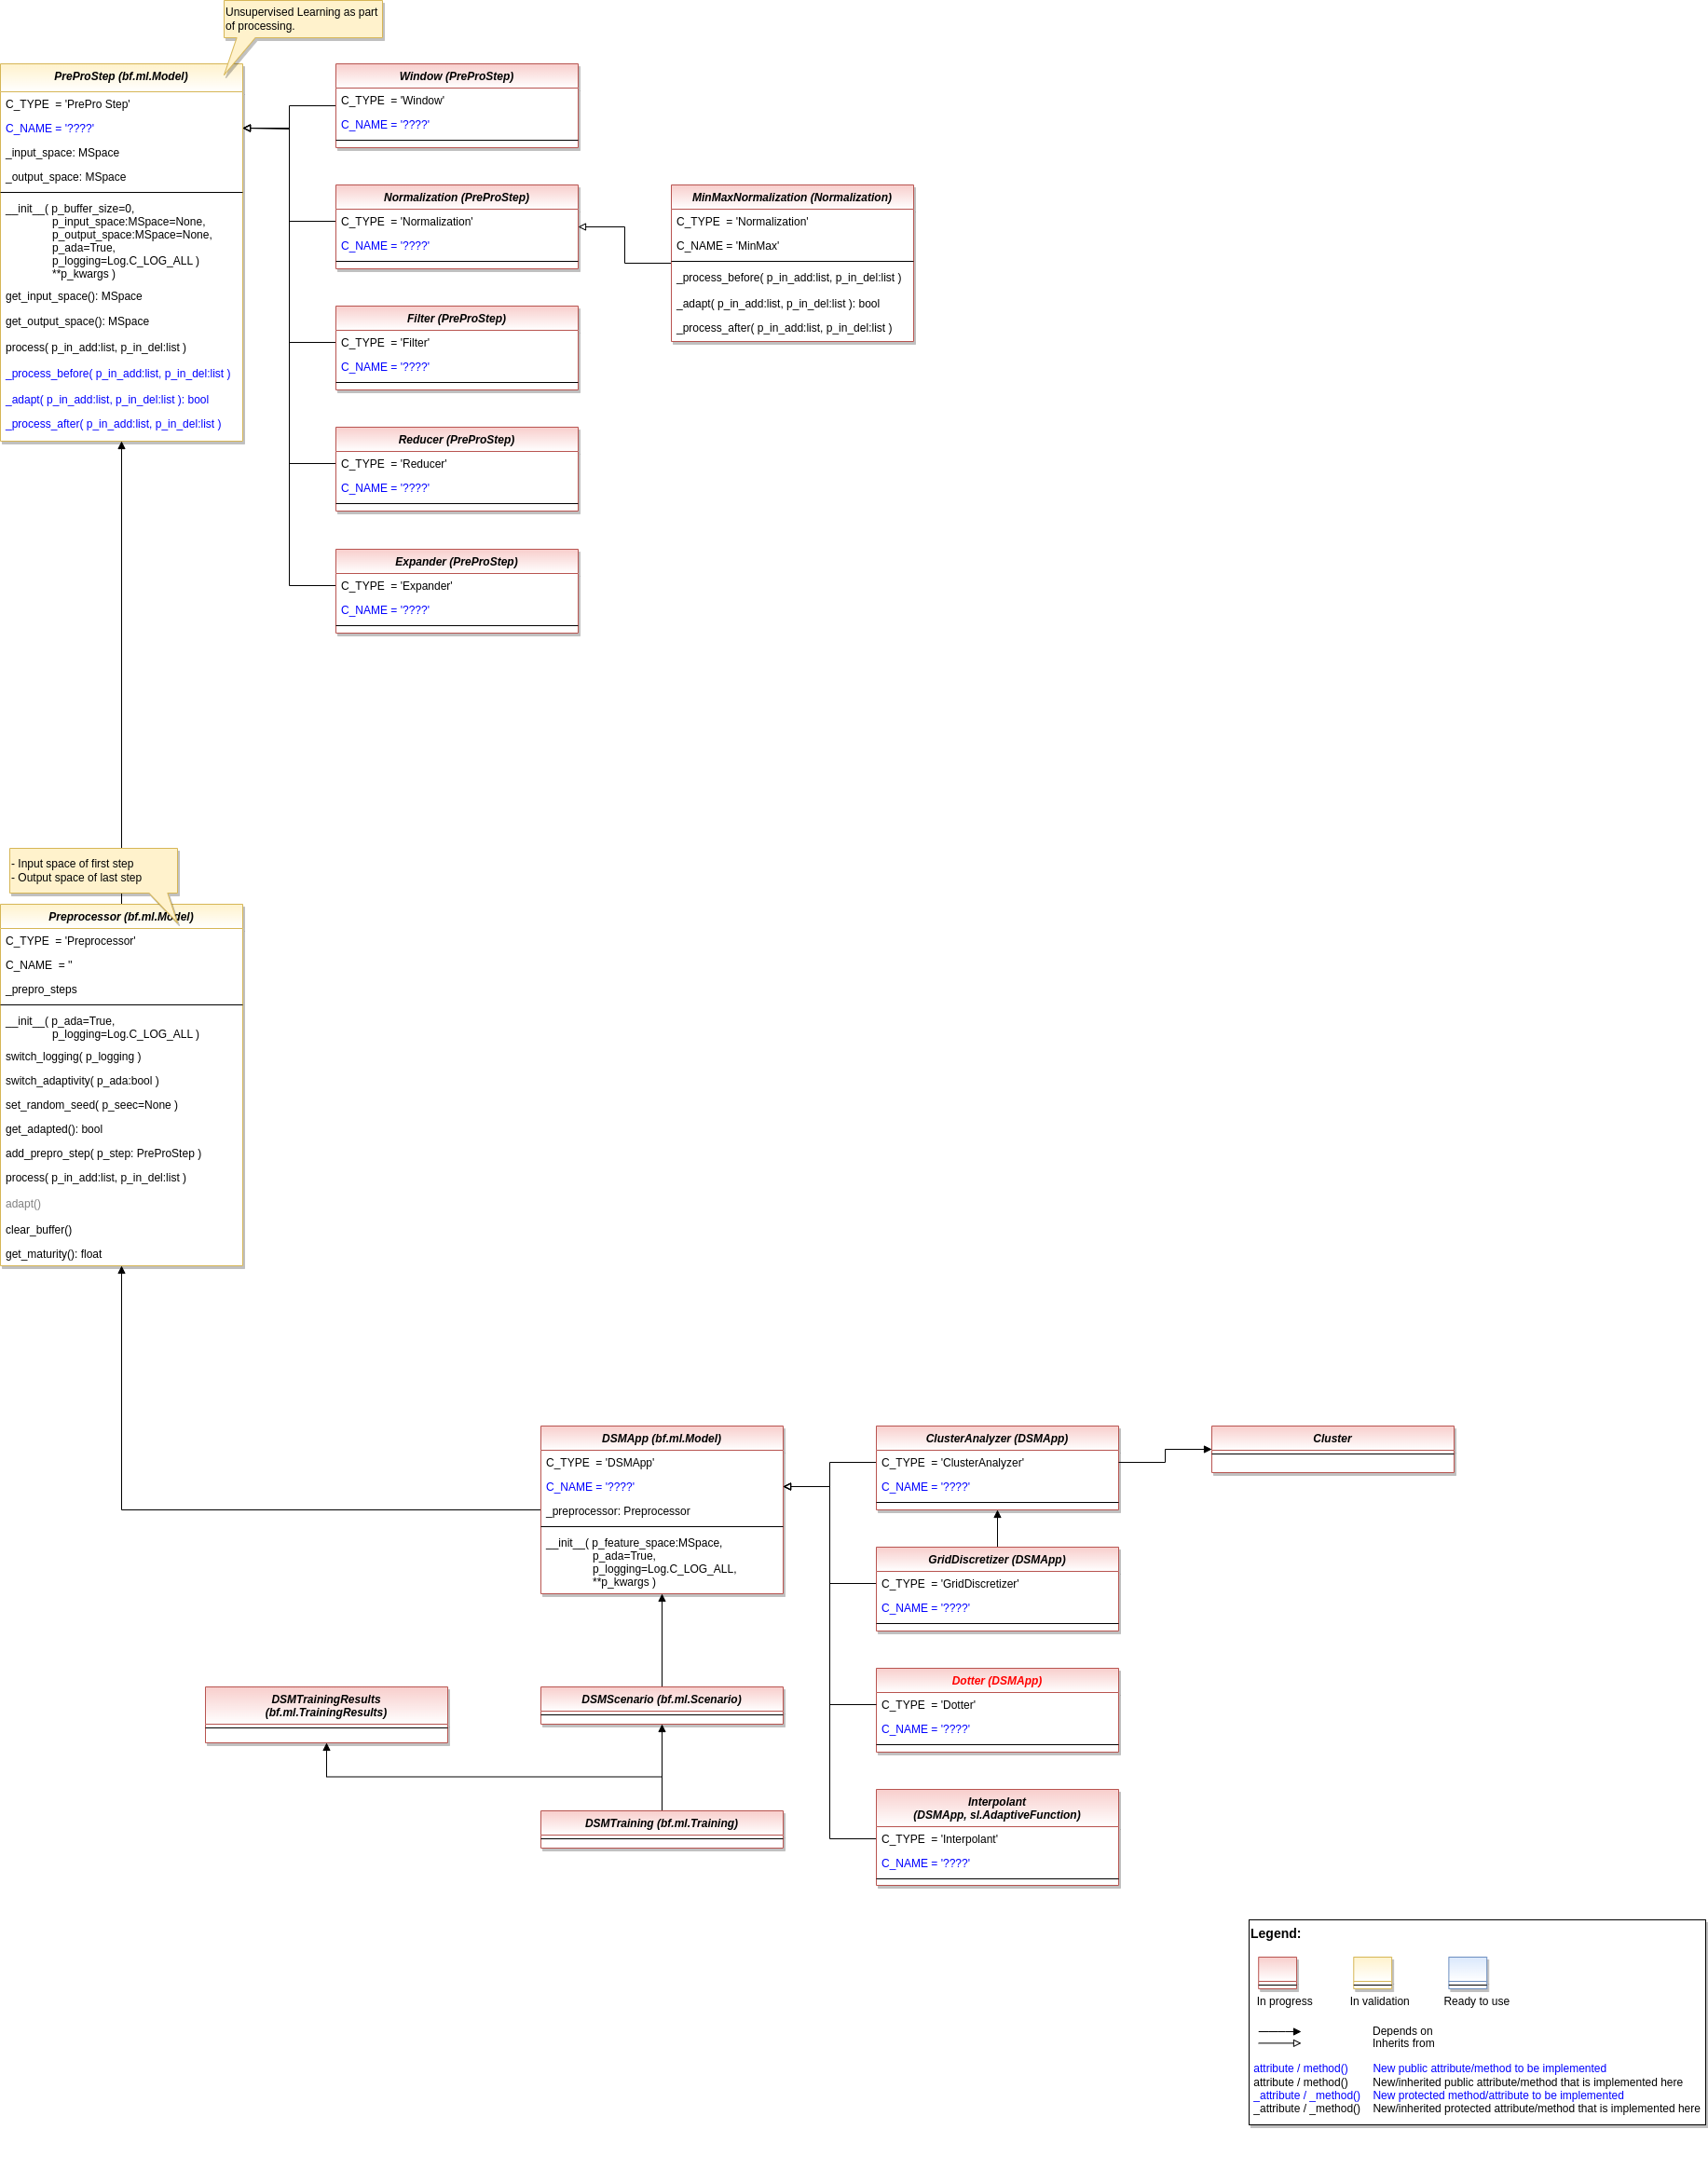 Unsupervised Learning as part
of processing.
PreProStep (bf.ml.Model)
C_TYPE  = 'PrePro Step'
C_NAME = '????'
_input_space: MSpace
_output_space: MSpace
__init__( p_buffer_size=0,
p_input_space:MSpace=None,
p_output_space:MSpace=None,
p_ada=True,
p_logging=Log.C_LOG_ALL )
**p_kwargs )
get_input_space(): MSpace
get_output_space(): MSpace
process( p_in_add:list, p_in_del:list )
_process_before( p_in_add:list, p_in_del:list )
_adapt( p_in_add:list, p_in_del:list ): bool
_process_after( p_in_add:list, p_in_del:list )
Window (PreProStep)
C_TYPE  = 'Window'
C_NAME = '????'
Normalization (PreProStep)
C_TYPE  = 'Normalization'
C_NAME = '????'
MinMaxNormalization (Normalization)
C_TYPE  = 'Normalization'
C_NAME = 'MinMax'
_process_before( p_in_add:list, p_in_del:list )
_adapt( p_in_add:list, p_in_del:list ): bool
_process_after( p_in_add:list, p_in_del:list )
Filter (PreProStep)
C_TYPE  = 'Filter'
C_NAME = '????'
Reducer (PreProStep)
C_TYPE  = 'Reducer'
C_NAME = '????'
Expander (PreProStep)
C_TYPE  = 'Expander'
C_NAME = '????'
- Input space of first step
- Output space of last step
Preprocessor (bf.ml.Model)
C_TYPE  = 'Preprocessor'
C_NAME  = ''
_prepro_steps
__init__( p_ada=True,
p_logging=Log.C_LOG_ALL )
switch_logging( p_logging )
switch_adaptivity( p_ada:bool )
set_random_seed( p_seec=None )
get_adapted(): bool
add_prepro_step( p_step: PreProStep )
process( p_in_add:list, p_in_del:list )
adapt()
clear_buffer()
get_maturity(): float
DSMApp (bf.ml.Model)
C_TYPE  = 'DSMApp'
C_NAME = '????'
_preprocessor: Preprocessor
__init__( p_feature_space:MSpace,
p_ada=True,
p_logging=Log.C_LOG_ALL,
**p_kwargs )
ClusterAnalyzer (DSMApp)
C_TYPE  = 'ClusterAnalyzer'
C_NAME = '????'
Cluster
GridDiscretizer (DSMApp)
C_TYPE  = 'GridDiscretizer'
C_NAME = '????'
Dotter (DSMApp)
C_TYPE  = 'Dotter'
C_NAME = '????'
Interpolant
(DSMApp, sl.AdaptiveFunction)
C_TYPE  = 'Interpolant'
C_NAME = '????'
DSMTrainingResults
(bf.ml.TrainingResults)
DSMScenario (bf.ml.Scenario)
DSMTraining (bf.ml.Training)
Legend:
In progress
In validation
Ready to use
Depends on
Inherits from
attribute / method() New public attribute/method to be implemented
attribute / method() New/inherited public attribute/method that is implemented here
_attribute / _method() New protected method/attribute to be implemented
_attribute / _method() New/inherited protected attribute/method that is implemented here